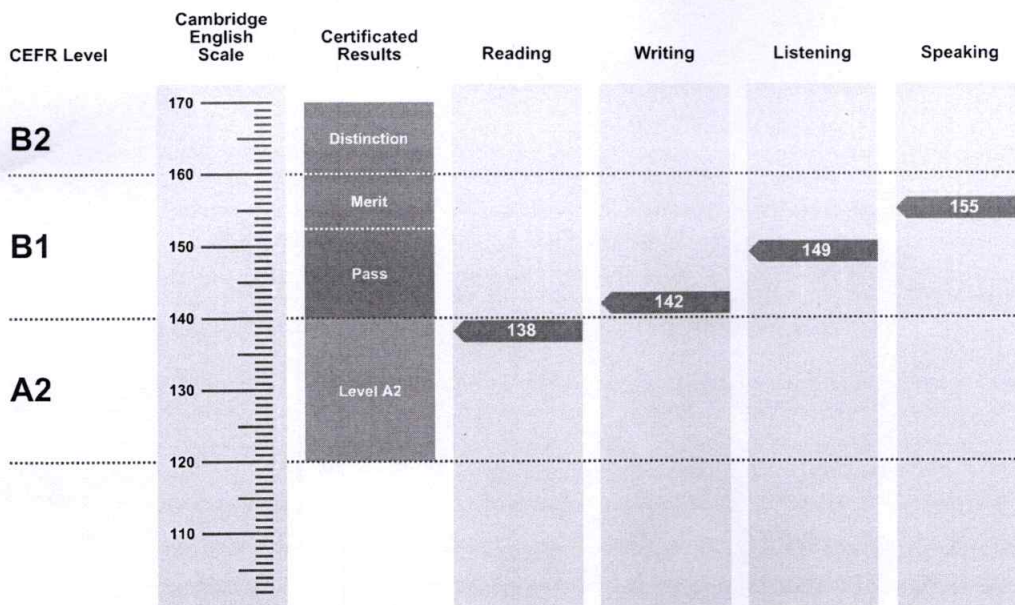 CEFR Level
Cambridge
English
Scale
Certificated
Results
Reading
Writing
Listening
Speaking
170
B2
Distinction
160
Merit
155
B1
150
149
Pass
142
140
138
A2
130
Level A2
120
110